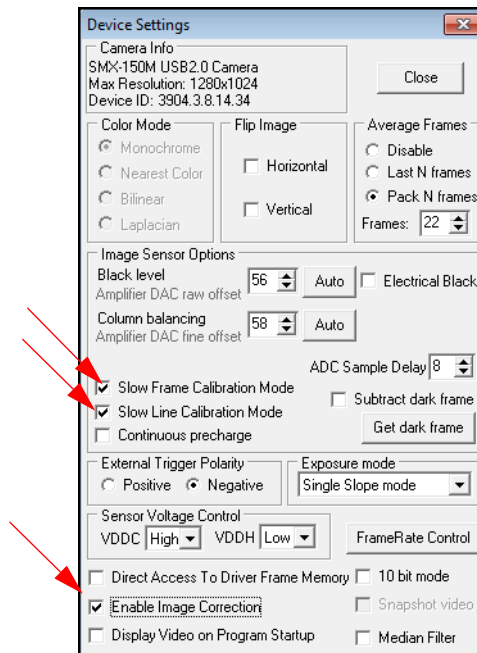 Device Settings
Camera Info
SMX-150M USB2.0 Camera
Max Resolution: 1280x1024
Device ID: 3904.3.8.14.34
Close
Color Mode
Monochrome
Nearest Color
Bilinear
Laplacian
Flip Image
Horizontal
Vertical
Average Frames
Disable
Last N frames
Pack N frames
Frames: 22
Image Sensor Options
Black level
Amplifier DAC raw offset
56
Auto
Electrical Black
Column balancing
Amplifier DAC fine offset
58
Auto
ADC Sample Delay 8
Slow Frame Calibration Mode
Slow Line Calibration Mode
Continuous precharge
Subtract dark frame
Get dark frame
External Trigger Polarity
Positive
Negative
Exposure mode
Single Slope mode
Sensor Voltage Control
VDDC High
VDDH Low
FrameRate Control
Direct Access To Driver Frame Memory
10 bit mode
Enable Image Correction
Snapshot video
Display Video on Program Startup
Median Filter